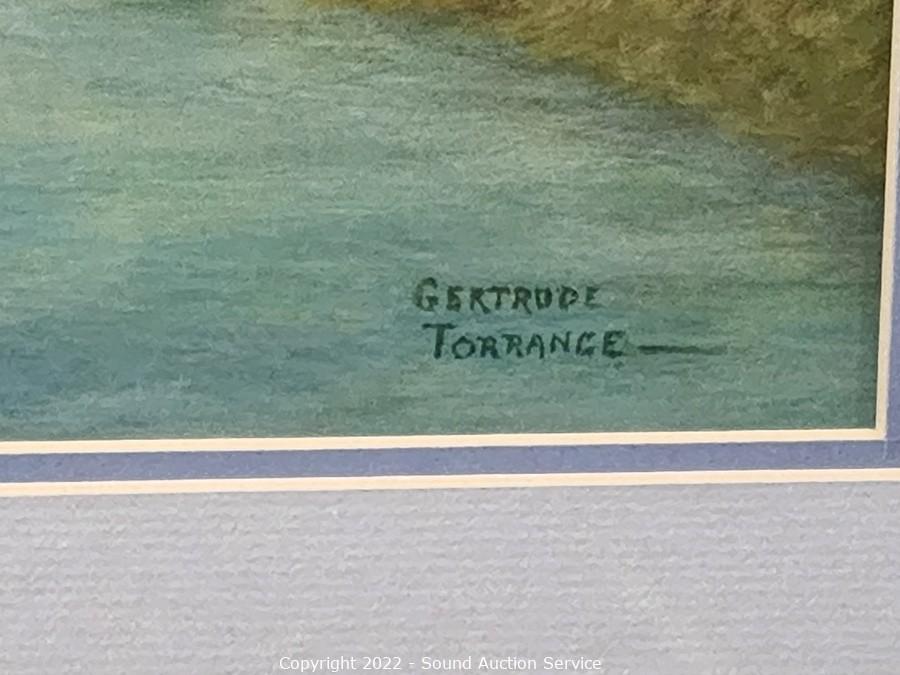 GERTRUDE
TORRANCE
Copyright 2022 - Sound Auction Service